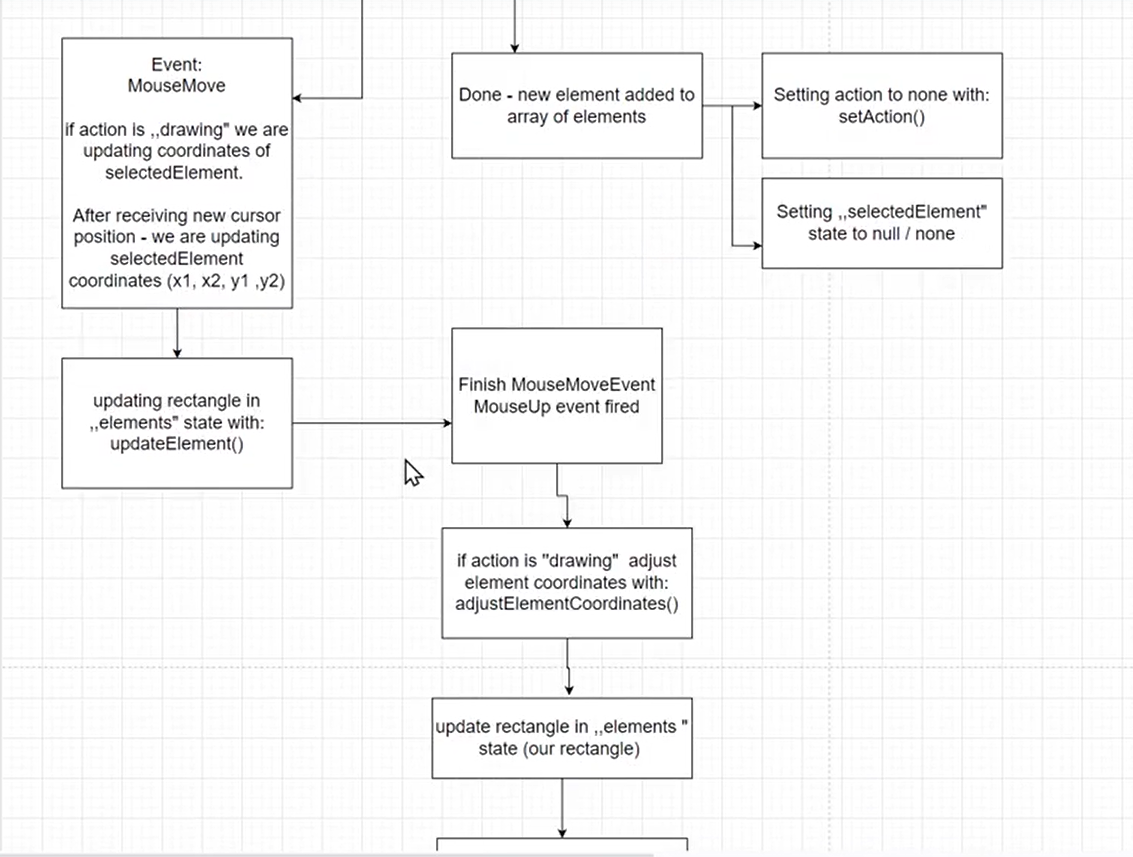 Event:
MouseMove
if action is ,,drawing" we are
updating coordinates of
selectedElement.
After receiving new cursor
position - we are updating
selectedElement
coordinates (x1, x2, y1 ,y2)
Done - new element added to
array of elements
Setting action to none with:
setAction()
Setting ,,selectedElement"
state to null / none
updating rectangle in
,,elements" state with:
updateElement()
Finish MouseMoveEvent
MouseUp event fired
if action is "drawing"  adjust
element coordinates with:
adjustElementCoordinates()
update rectangle in ,,elements "
state (our rectangle)